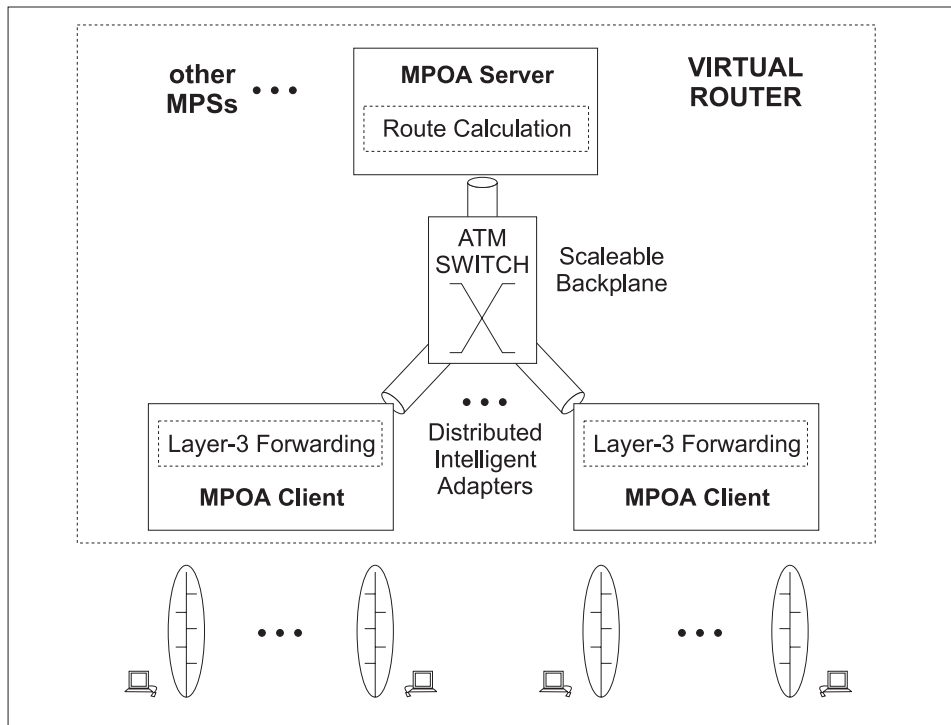 other
MPSs
MPOA Server
Route Calculation
VIRTUAL
ROUTER
ATM
SWITCH
Scaleable
Backplane
Layer-3 Forwarding
MPOA Client
Distributed
Intelligent
Adapters
Layer-3 Forwarding
MPOA Client